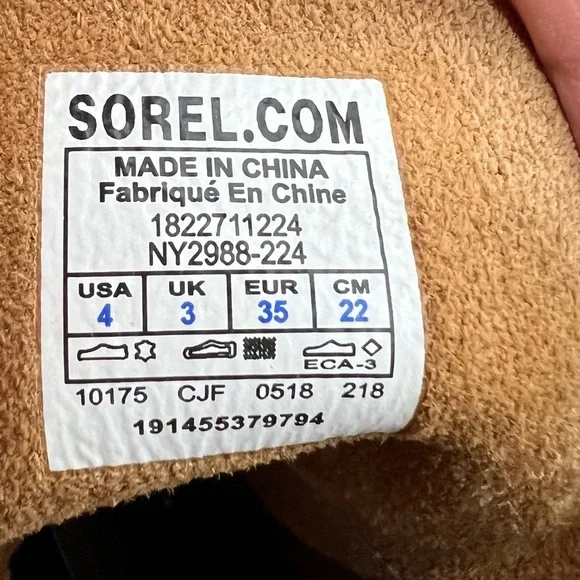 SOREL.COM
MADE IN CHINA
Fabriqué En Chine
1822711224
NY2988-224
USA UK EUR CM
4 3 35 22
ECA-3
10175 CJF 0518 218
191455379794